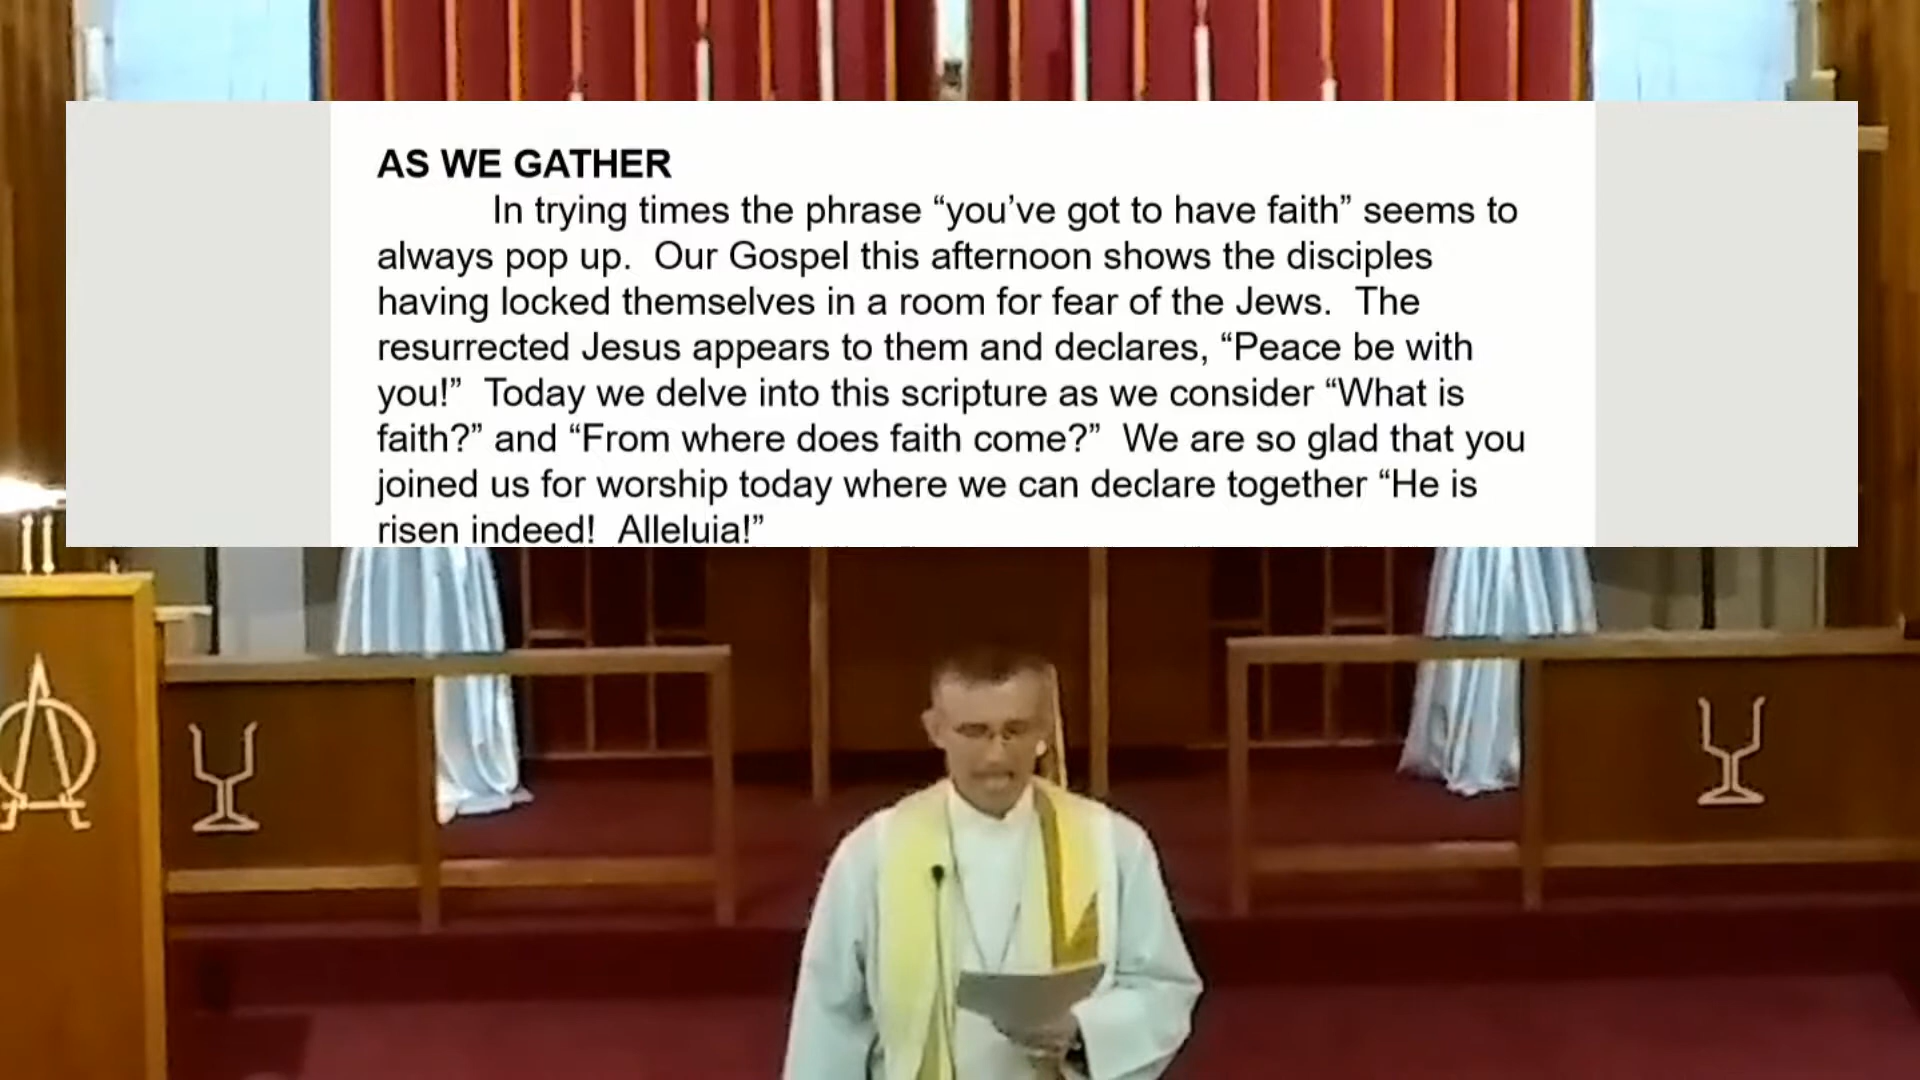 AS WE GATHER
In trying times the phrase “you’ve got to have faith” seems to
always pop up.  Our Gospel this afternoon shows the disciples
having locked themselves in a room for fear of the Jews.  The
resurrected Jesus appears to them and declares, “Peace be with
you!”  Today we delve into this scripture as we consider “What is
faith?” and “From where does faith come?”  We are so glad that you
joined us for worship today where we can declare together “He is
risen indeed!  Alleluia!”